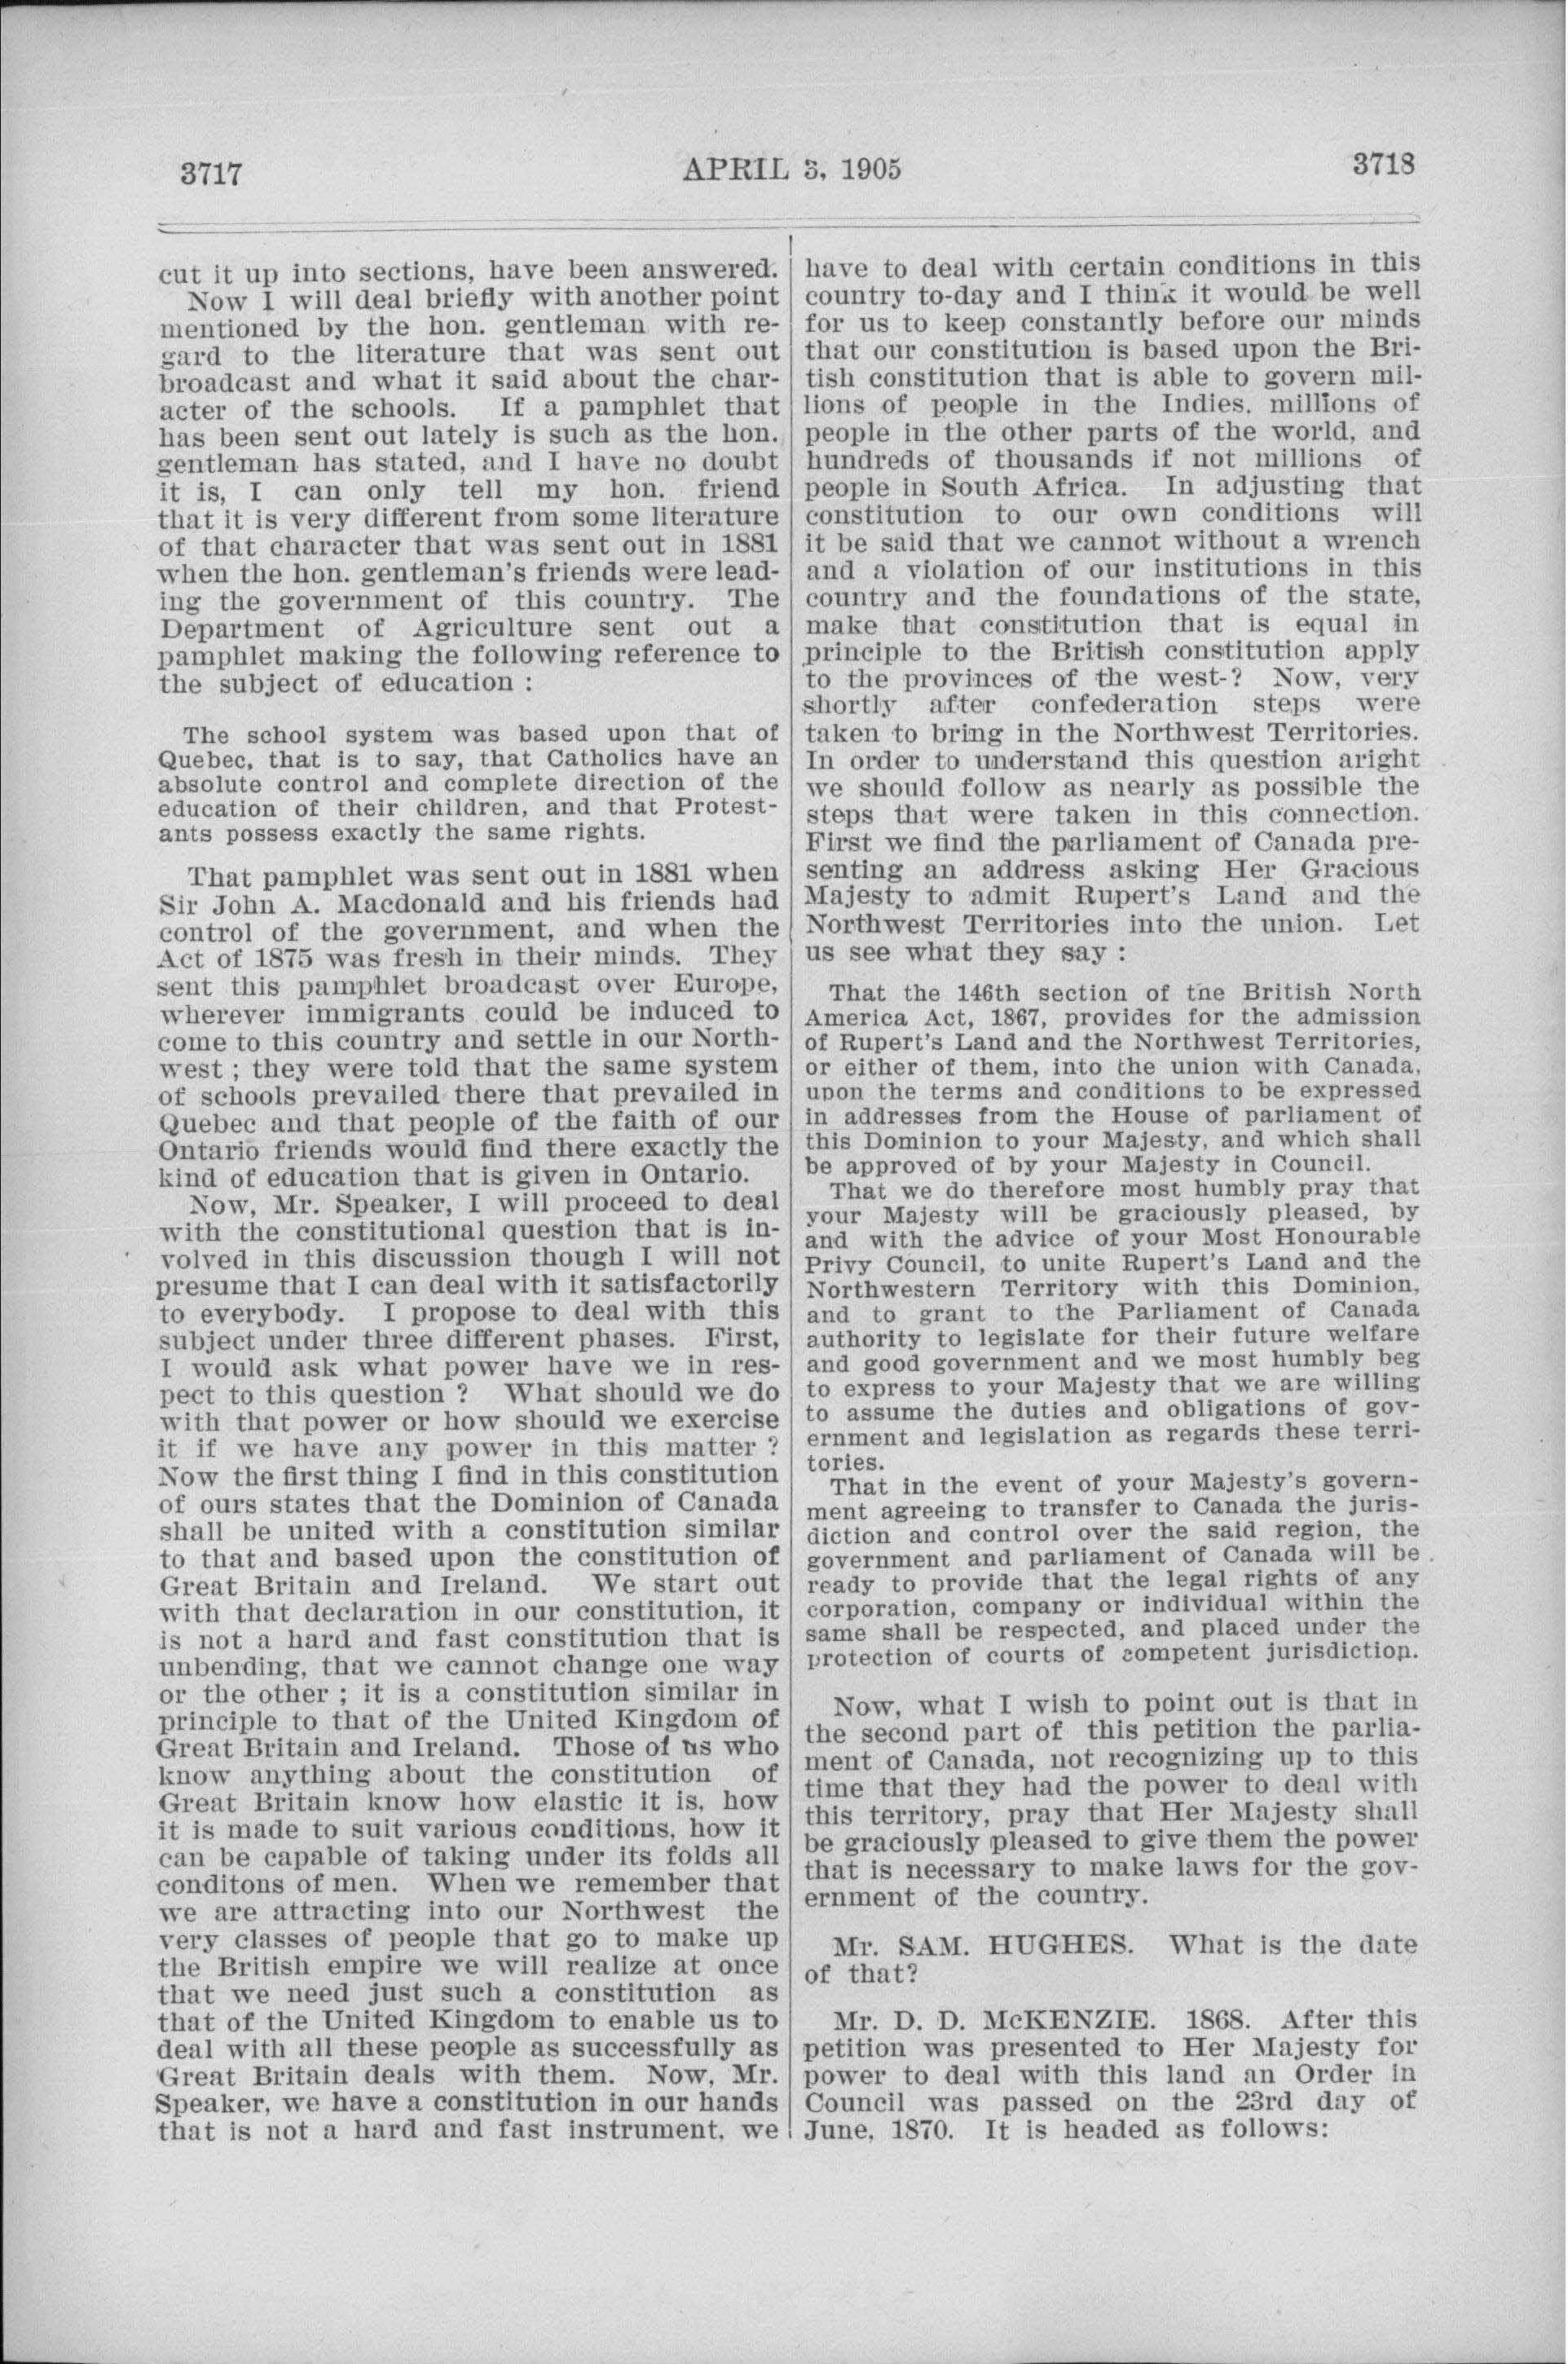 3717
APRIL 3, 1905
3718
cut it up into sections, have been answered.
Now I will deal briefly with another point
mentioned by the hon. gentleman with re-
gard to the literature that was sent out
broadcast and what it said about the char-
acter of the schools. If a pamphlet that
has been sent out lately is such as the hon.
gentleman has stated, and I have no doubt
it is, I can only tell my hon. friend
that it is very different from some literature
of that character that was sent out in 1881
when the hon. gentleman's friends were lead-
ing the government of this country. The
Department of Agriculture sent out a
pamphlet making the following reference to
the subject of education :
The school system was based upon that of
Quebec, that is to say, that Catholics have an
absolute control and complete direction of the
education of their children, and that Protest-
ants possess exactly the same rights.
That pamphlet was sent out in 1881 when
Sir John A. Macdonald and his friends had
control of the government, and when the
Act of 1875 was fresh in their minds. They
sent this pamphlet broadcast over Europe,
wherever immigrants could be induced to
come to this country and settle in our North-
west ; they were told that the same system
of schools prevailed there that prevailed in
Quebec and that people of the faith of our
Ontario friends would find there exactly the
kind of education that is given in Ontario.
Now, Mr. Speaker, I will proceed to deal
with the constitutional question that is in-
volved in this discussion though I will not
presume that I can deal with it satisfactorily
to everybody. I propose to deal with this
subject under three different phases. First,
I would ask what power have we in res-
pect to this question ? What should we do
with that power or how should we exercise
it if we have any power in this matter ?
Now the first thing I find in this constitution
of ours states that the Dominion of Canada
shall be united with a constitution similar
to that and based upon the constitution of
Great Britain and Ireland. We start out
with that declaration in our constitution, it
is not a hard and fast constitution that is
unbending, that we cannot change one way
or the other ; it is a constitution similar in
principle to that of the United Kingdom of
Great Britain and Ireland. Those of us who
know anything about the constitution of
Great Britain know how elastic it is, how
it is made to suit various conditions, how it
can be capable of taking under its folds all
conditons of men. When we remember that
we are attracting into our Northwest the
very classes of people that go to make up
the British empire we will realize at once
that we need just such a constitution as
that of the United Kingdom to enable us to
deal with all these people as successfully as
Great Britain deals with them. Now, Mr.
Speaker, we have a constitution in our hands
that is not a hard and fast instrument, we
have to deal with certain conditions in this
country to-day and I think it would be well
for us to keep constantly before our minds
that our constitution is based upon the Bri-
tish constitution that is able to govern mil-
lions of people in the Indies, millions of
people in the other parts of the world, and
hundreds of thousands if not millions of
people in South Africa. In adjusting that
constitution to our own conditions will
it be said that we cannot without a wrench
and a violation of our institutions in this
country and the foundations of the state,
make that constitution that is equal in
principle to the British constitution apply
to the provinces of the west-? Now, very
shortly after confederation steps were
taken to bring in the Northwest Territories.
In order to understand this question aright
we should follow as nearly as possible the
steps that were taken in this connection.
First we find the parliament of Canada pre-
senting an address asking Her Gracious
Majesty to admit Rupert's Land and the
Northwest Territories into the union. Let
us see what they say :
That the 146th section of the British North
America Act, 1867, provides for the admission
of Rupert's Land and the Northwest Territories,
or either of them, into the union with Canada,
upon the terms and conditions to be expressed
in addresses from the House of parliament of
this Dominion to your Majesty, and which shall
be approved of by your Majesty in Council.
That we do therefore most humbly pray that
your Majesty will be graciously pleased, by
and with the advice of your Most Honourable
Privy Council, to unite Rupert's Land and the
Northwestern Territory with this Dominion,
and to grant to the Parliament of Canada
authority to legislate for their future welfare
and good government and we most humbly beg
to express to your Majesty that we are willing
to assume the duties and obligations of gov-
ernment and legislation as regards these terri-
tories.
That in the event of your Majesty's govern-
ment agreeing to transfer to Canada the juris-
diction and control over the said region, the
government and parliament of Canada will be
ready to provide that the legal rights of any
corporation, company or individual within the
same shall be respected, and placed under the
protection of courts of competent jurisdiction.
Now, what I wish to point out is that in
the second part of this petition the parlia-
ment of Canada, not recognizing up to this
time that they had the power to deal with
this territory, pray that Her Majesty shall
be graciously pleased to give them the power
that is necessary to make laws for the gov-
ernment of the country.
Mr. SAM. HUGHES. What is the date
of that?
Mr. D. D. McKENZIE. 1868. After this
petition was presented to Her Majesty for
power to deal with this land an Order in
Council was passed on the 23rd day of
June, 1870. It is headed as follows: